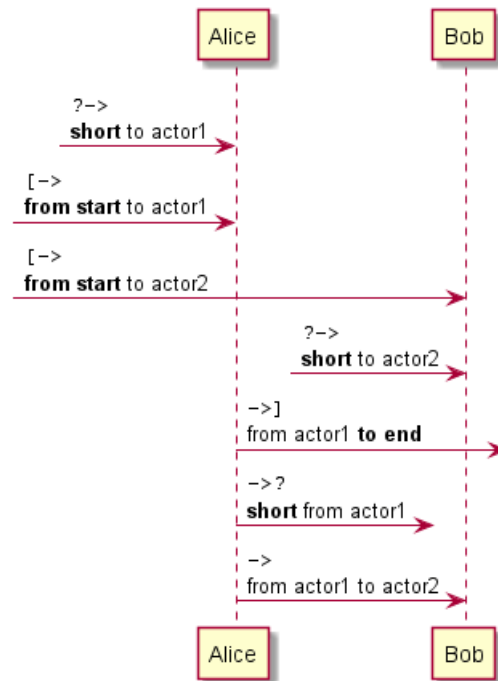 Alice Bob
?->
short to actor1
[->
from start to actor1
[->
from start to actor2
?->
short to actor2
->]
from actor1 to end
->?
short from actor1
->
from actor1 to actor2
Alice Bob